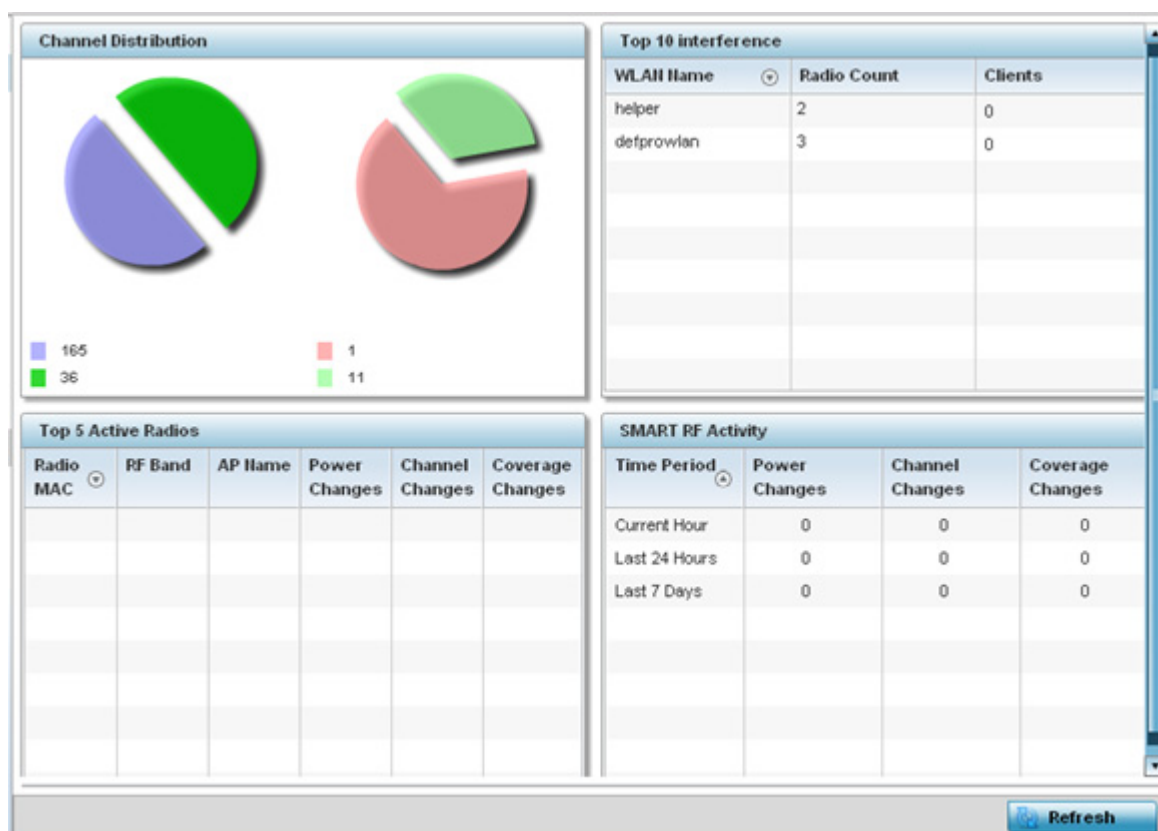 Channel Distribution
165
36
1
11
Top 10 interference
WLAN Name Radio Count Clients
helper 2 0
defprowlan 3 0
Top 5 Active Radios
Radio MAC RF Band AP Name Power Changes Channel Changes Coverage Changes
SMART RF Activity
Time Period Power Changes Channel Changes Coverage Changes
Current Hour 0 0 0
Last 24 Hours 0 0 0
Last 7 Days 0 0 0
Refresh